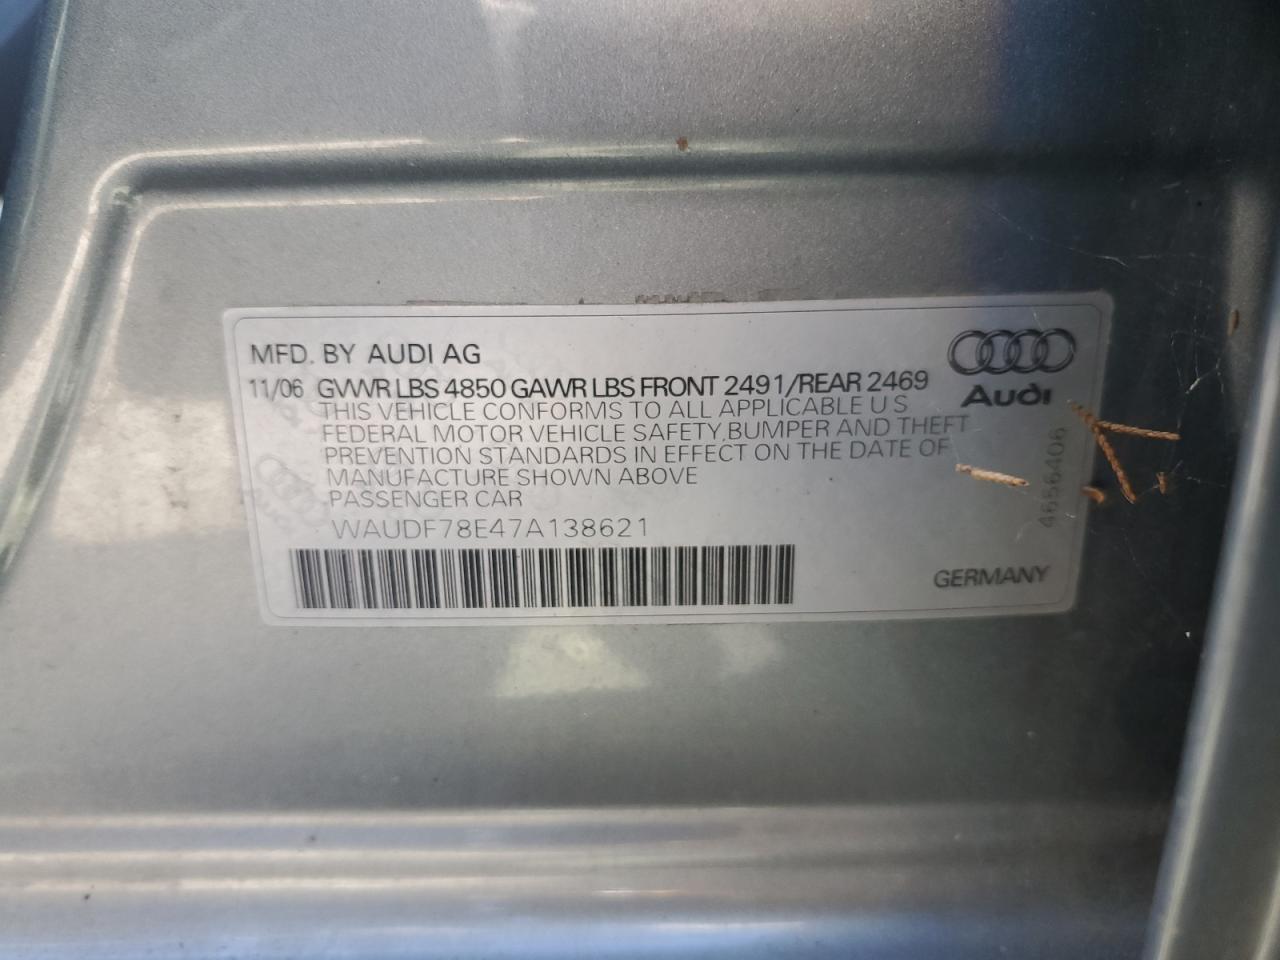 MFD. BY AUDI AG
11/06 GVWR LBS 4850 GAWR LBS FRONT 2491/REAR 2469
THIS VEHICLE CONFORMS TO ALL APPLICABLE U S
FEDERAL MOTOR VEHICLE SAFETY,BUMPER AND THEFT
PREVENTION STANDARDS IN EFFECT ON THE DATE OF
MANUFACTURE SHOWN ABOVE
PASSENGER CAR
WAUDF78E47A138621
Audi
4656406
GERMANY